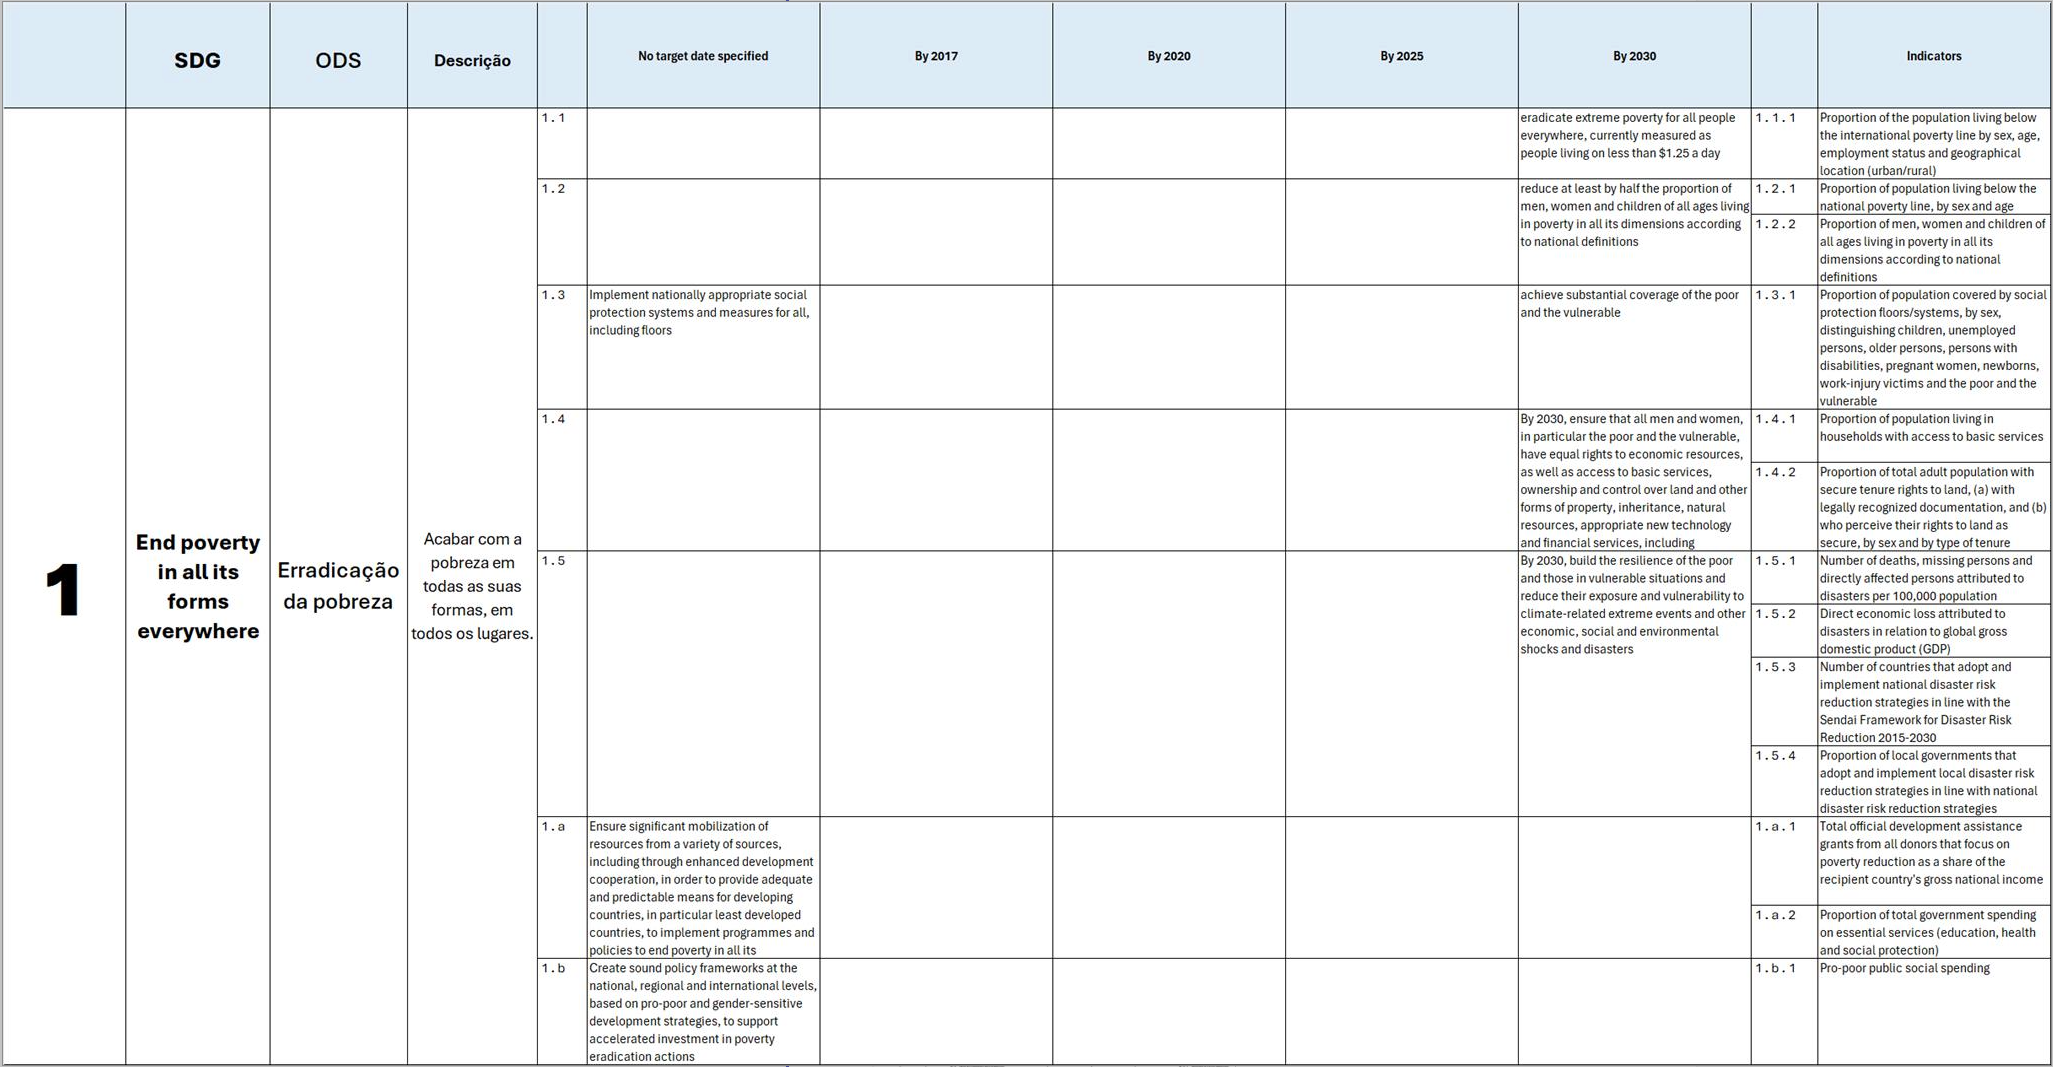 SDG
ODS
Descrição
No target date specified
By 2017
By 2020
By 2025
By 2030
Indicators
1
End poverty
in all its
forms
everywhere
Erradicação
da pobreza
Acabar com a
pobreza em
todas as suas
formas, em
todos os lugares.
1.1
eradicate extreme poverty for all people
everywhere, currently measured as
people living on less than $1.25 a day
1.1.1
Proportion of the population living below
the international poverty line by sex, age,
employment status and geographical
location (urban/rural)
1.2
reduce at least by half the proportion of
men, women and children of all ages living
in poverty in all its dimensions according
to national definitions
1.2.1
Proportion of population living below the
national poverty line, by sex and age
1.2.2
Proportion of men, women and children of
all ages living in poverty in all its
dimensions according to national
definitions
1.3
Implement nationally appropriate social
protection systems and measures for all,
including floors
achieve substantial coverage of the poor
and the vulnerable
1.3.1
Proportion of population covered by social
protection floors/systems, by sex,
distinguishing children, unemployed
persons, older persons, persons with
disabilities, pregnant women, newborns,
work-injury victims and the poor and the
vulnerable
1.4
By 2030, ensure that all men and women,
in particular the poor and the vulnerable,
have equal rights to economic resources,
as well as access to basic services,
ownership and control over land and other
forms of property, inheritance, natural
resources, appropriate new technology
and financial services, including
1.4.1
Proportion of population living in
households with access to basic services
1.4.2
Proportion of total adult population with
secure tenure rights to land, (a) with
legally recognized documentation, and (b)
who perceive their rights to land as
secure, by sex and by type of tenure
1.5
By 2030, build the resilience of the poor
and those in vulnerable situations and
reduce their exposure and vulnerability to
climate-related extreme events and other
economic, social and environmental
shocks and disasters
1.5.1
Number of deaths, missing persons and
directly affected persons attributed to
disasters per 100,000 population
1.5.2
Direct economic loss attributed to
disasters in relation to global gross
domestic product (GDP)
1.5.3
Number of countries that adopt and
implement national disaster risk
reduction strategies in line with the
Sendai Framework for Disaster Risk
Reduction 2015-2030
1.5.4
Proportion of local governments that
adopt and implement local disaster risk
reduction strategies in line with national
disaster risk reduction strategies
1.a
Ensure significant mobilization of
resources from a variety of sources,
including through enhanced development
cooperation, in order to provide adequate
and predictable means for developing
countries, in particular least developed
countries, to implement programmes and
policies to end poverty in all its
1.a.1
Total official development assistance
grants from all donors that focus on
poverty reduction as a share of the
recipient country's gross national income
1.a.2
Proportion of total government spending
on essential services (education, health
and social protection)
1.b
Create sound policy frameworks at the
national, regional and international levels,
based on pro-poor and gender-sensitive
development strategies, to support
accelerated investment in poverty
eradication actions
1.b.1
Pro-poor public social spending